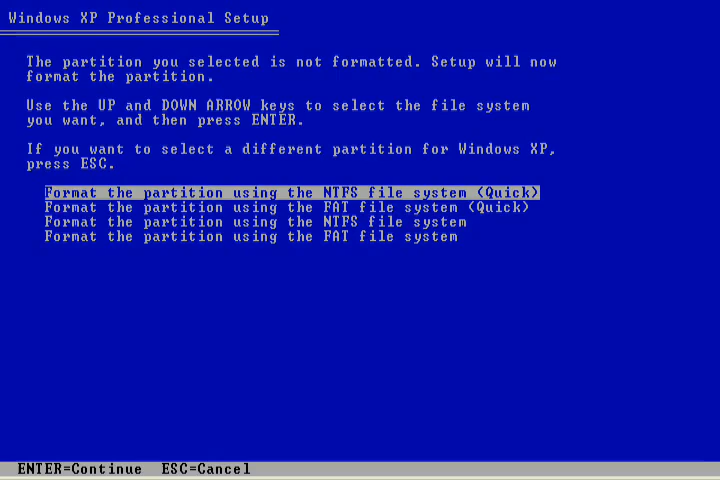 Windows XP Professional Setup
The partition you selected is not formatted. Setup will now
format the partition.
Use the UP and DOWN ARROW keys to select the file system
you want, and then press ENTER.
If you want to select a different partition for Windows XP,
press ESC.
Format the partition using the NTFS file system (Quick)
Format the partition using the FAT file system (Quick)
Format the partition using the NTFS file system
Format the partition using the FAT file system
ENTER=Continue  ESC=Cancel